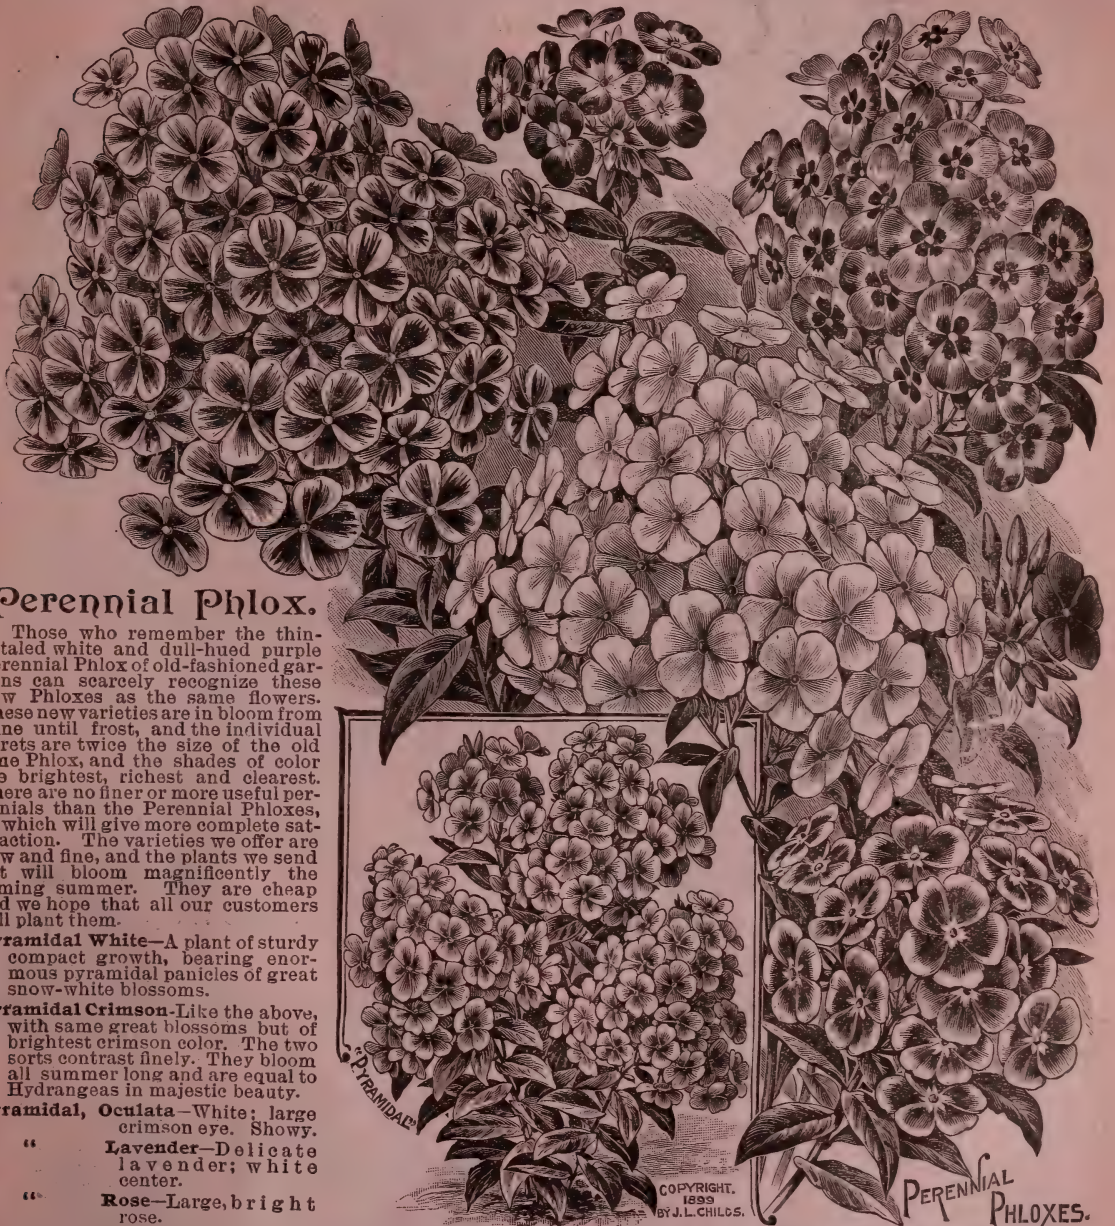 Perennial Phlox.
Those who remember the thin-
taled white and dull-hued purple
rennial Phlox of old-fashioned gar-
ns can scarcely recognize these
w Phloxes as the same flowers.
hese new varieties are in bloom from
ne until frost, and the individual
rets are twice the size of the old
me Phlox, and the shades of color
e brightest, richest and clearest.
here are no finer or more useful per-
nials than the Perennial Phloxes,
which will give more complete sat-
action. The varieties we offer are
w and fine, and the plants we send
t will bloom magnificently the
ming summer. They are cheap
d we hope that all our customers
ll plant them.
ramidal White—A plant of sturdy
compact growth, bearing enor-
mous pyramidal panicles of great
snow-white blossoms.
ramidal Crimson-Like the above,
with same great blossoms but of
brightest crimson color. The two
sorts contrast finely. They bloom
all summer long and are equal to
Hydrangeas in majestic beauty.
ramidal, Oculata—White; large
crimson eye. Showy.
" Lavender—Delicate
lavender; white
center.
" Rose—Large, bright
rose.
"PYRAMIDAL"
COPYRIGHT.
1899
BY J.L.CHILDS.
PERENNIAL
PHLOXES.